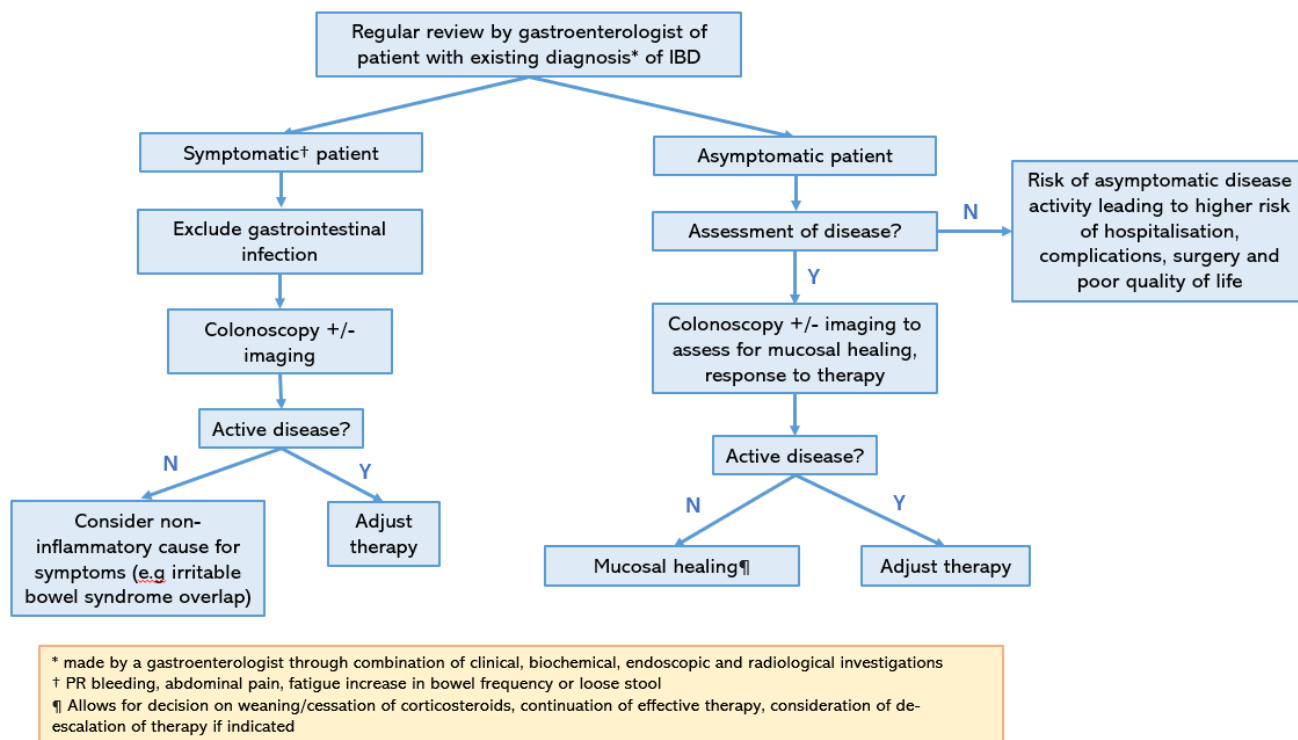 Regular review by gastroenterologist of
patient with existing diagnosis* of IBD
Symptomatic† patient
Exclude gastrointestinal
infection
Colonoscopy +/-
imaging
Active disease?
N
Y
Consider non-
inflammatory cause for
symptoms (e.g irritable
bowel syndrome overlap)
Adjust
therapy
Asymptomatic patient
Assessment of disease?
N
Risk of asymptomatic disease
activity leading to higher risk
of hospitalisation,
complications, surgery and
poor quality of life
Y
Colonoscopy +/- imaging to
assess for mucosal healing,
response to therapy
Active disease?
N
Y
Mucosal healing¶
Adjust therapy
* made by a gastroenterologist through combination of clinical, biochemical, endoscopic and radiological investigations
† PR bleeding, abdominal pain, fatigue increase in bowel frequency or loose stool
¶ Allows for decision on weaning/cessation of corticosteroids, continuation of effective therapy, consideration of de-
escalation of therapy if indicated